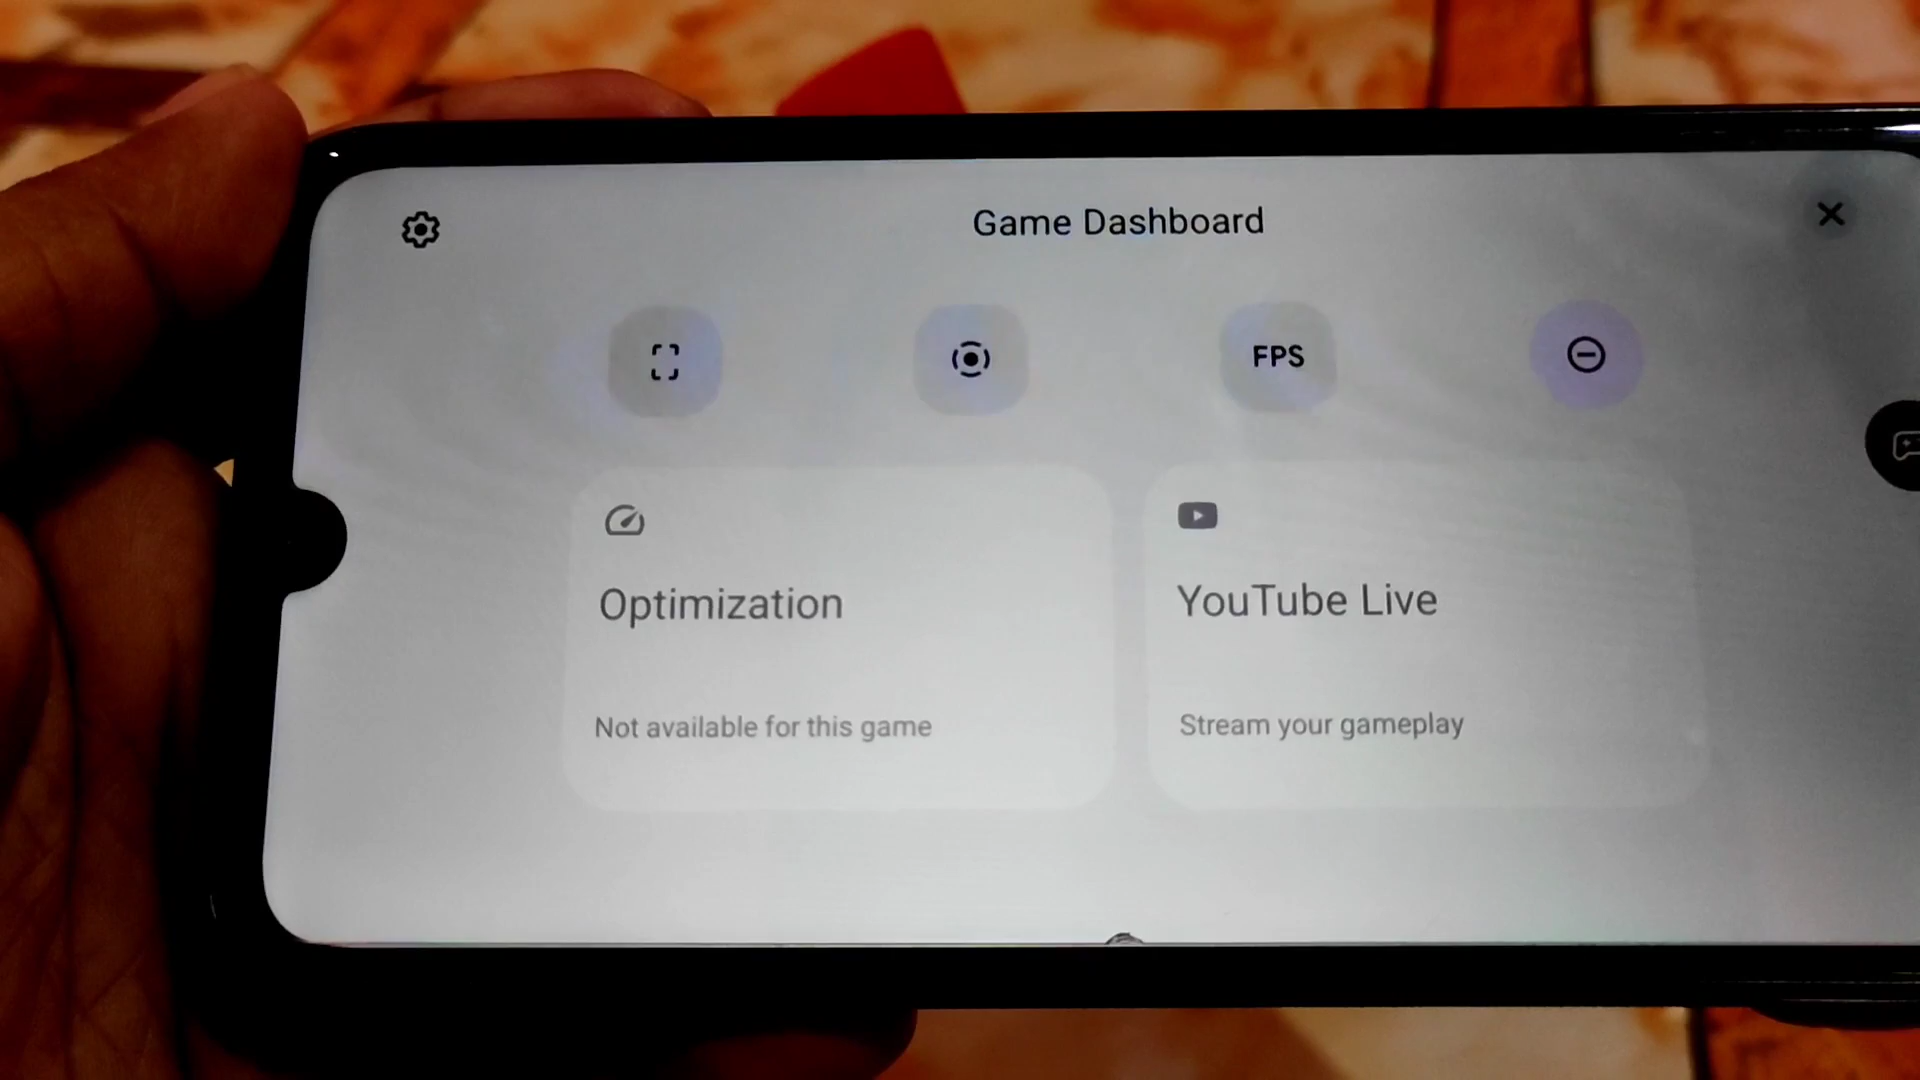 Game Dashboard
FPS
Optimization
Not available for this game
YouTube Live
Stream your gameplay